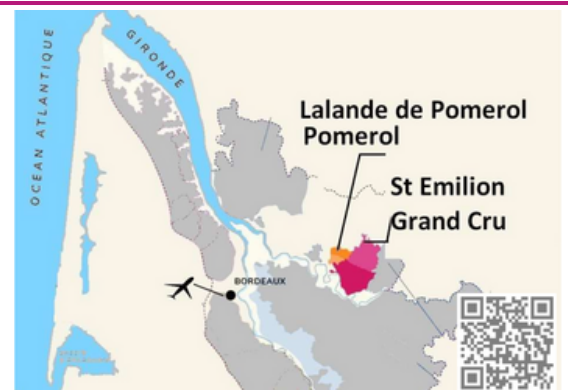 OCEAN ATLANTIQUE
GIRONDE
Lalande de Pomerol
Pomerol
St Emilion
Grand Cru
BORDEAUX